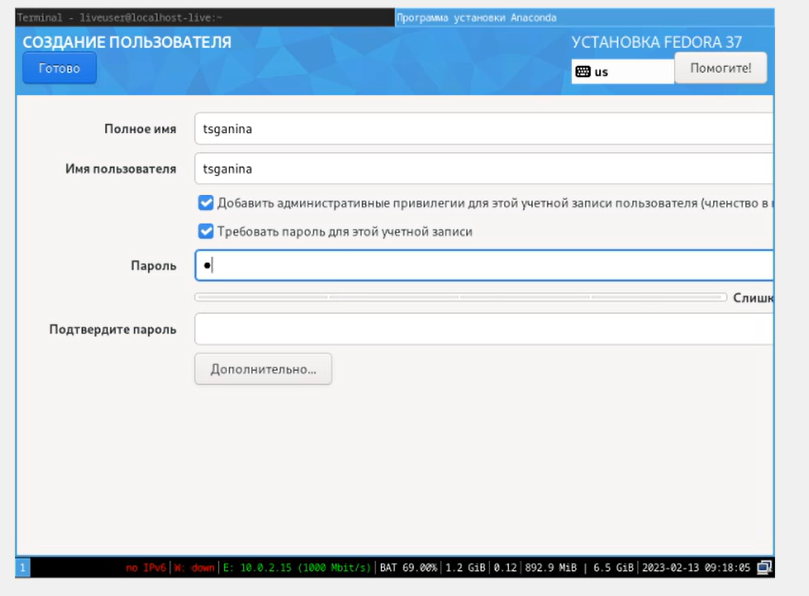 Terminal - liveuser@localhost-live:~
Программа установки Anaconda
СОЗДАНИЕ ПОЛЬЗОВАТЕЛЯ
УСТАНОВКА FEDORA 37
Готово
us
Помогите!
Полное имя
tsganina
Имя пользователя
tsganina
Добавить административные привилегии для этой учетной записи пользователя (членство в
Требовать пароль для этой учетной записи
Пароль
Подтвердите пароль
Дополнительно...
1
no IPv6|W: down|E: 10.0.2.15 (1000 Mbit/s)|BAT 69.00%|1.2 GiB|0.12|892.9 MiB | 6.5 GiB|2023-02-13 09:18:05